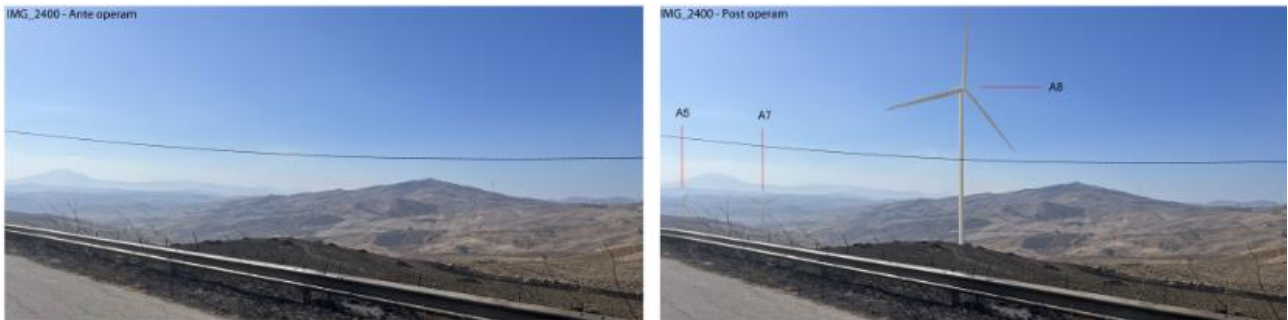 IMG_2400 - Ante operam
IMG_2400 - Post operam
A8
A6
A7